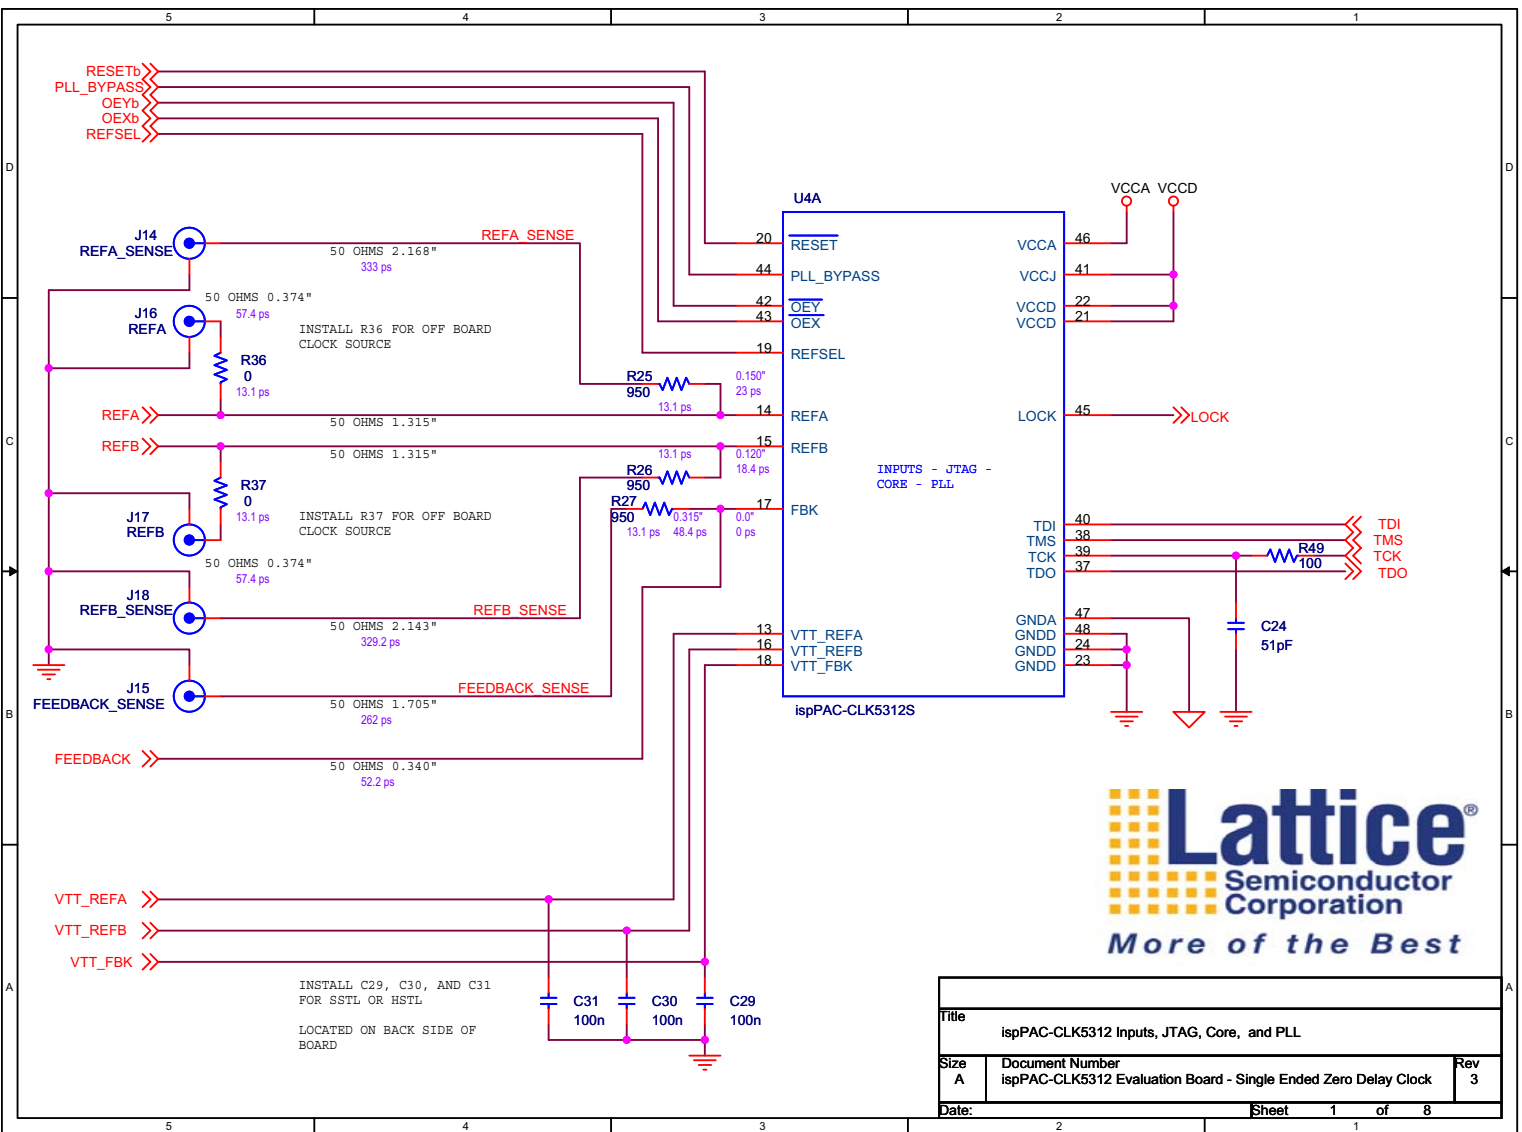 5 4 3 2 1
RESETb
PLL_BYPASS
OEYb
OEXb
REFSEL
D D
VCCA VCCD
U4A
J14
REFA_SENSE
REFA_SENSE
50 OHMS 2.168"
333 ps
20 RESET
VCCA 46
44 PLL_BYPASS
VCCJ 41
50 OHMS 0.374"
57.4 ps
J16
REFA
INSTALL R36 FOR OFF BOARD
CLOCK SOURCE
42 OEY
43 OEX
VCCD 22
VCCD 21
19 REFSEL
R36
0
13.1 ps
R25
950
13.1 ps
0.150"
23 ps
REFA
50 OHMS 1.315"
14 REFA
LOCK 45
LOCK
C C
REFB
50 OHMS 1.315"
15 REFB
13.1 ps
0.120"
18.4 ps
R26
950
INPUTS - JTAG -
CORE - PLL
R37
0
13.1 ps
R27
950
13.1 ps
0.315"
48.4 ps
0.0"
0 ps
17 FBK
J17
REFB
INSTALL R37 FOR OFF BOARD
CLOCK SOURCE
50 OHMS 0.374"
57.4 ps
TDI 40 TDI
TMS 38 TMS
TCK 39 TCK
TDO 37 TDO
R49
100
J18
REFB_SENSE
REFB_SENSE
50 OHMS 2.143"
329.2 ps
13 VTT_REFA
16 VTT_REFB
18 VTT_FBK
GNDA 47
GNDD 48
GNDD 24
GNDD 23
C24
51pF
J15
FEEDBACK_SENSE
FEEDBACK_SENSE
50 OHMS 1.705"
262 ps
ispPAC-CLK5312S
B B
FEEDBACK
50 OHMS 0.340"
52.2 ps
Lattice®
Semiconductor
Corporation
More of the Best
VTT_REFA
VTT_REFB
VTT_FBK
A A
INSTALL C29, C30, AND C31
FOR SSTL OR HSTL
LOCATED ON BACK SIDE OF
BOARD
C31
100n
C30
100n
C29
100n
Title
ispPAC-CLK5312 Inputs, JTAG, Core, and PLL
Size Document Number Rev
A ispPAC-CLK5312 Evaluation Board - Single Ended Zero Delay Clock 3
Date: Sheet 1 of 8
5 4 3 2 1